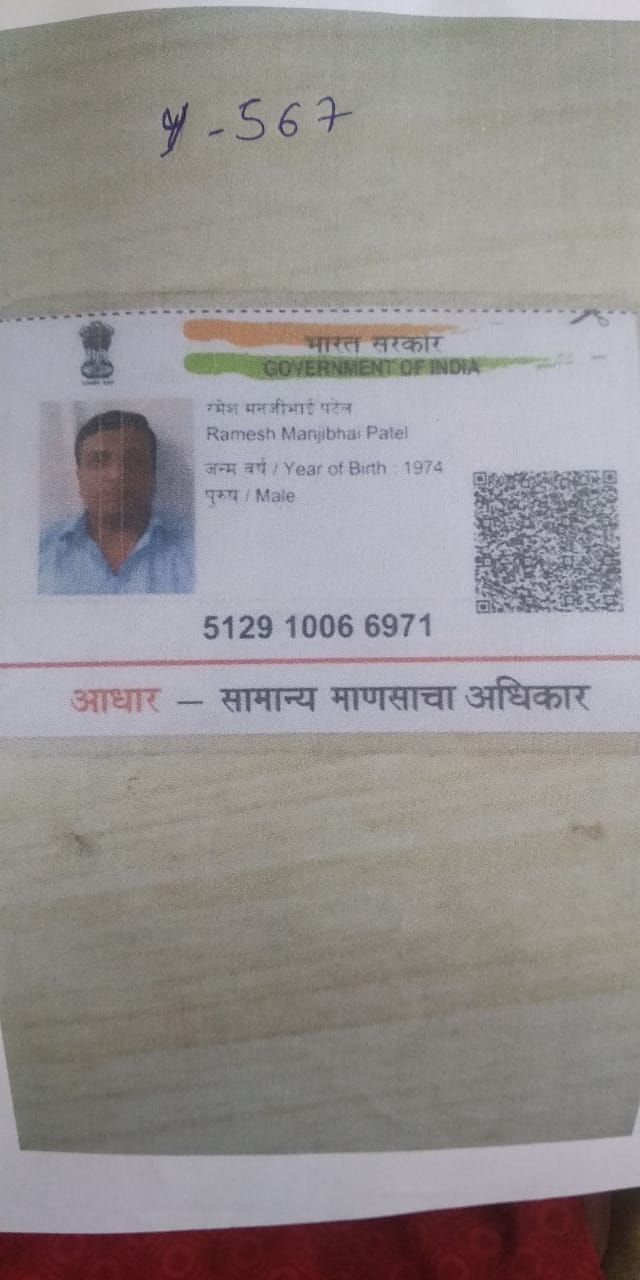 4-567
भारत सरकार
GOVERNMENT OF INDIA
रमेश मनजीभाई पटेल
Ramesh Manjibhai Patel
जन्म वर्ष / Year of Birth : 1974
पुरुष / Male
5129 1006 6971
आधार – सामान्य माणसाचा अधिकार